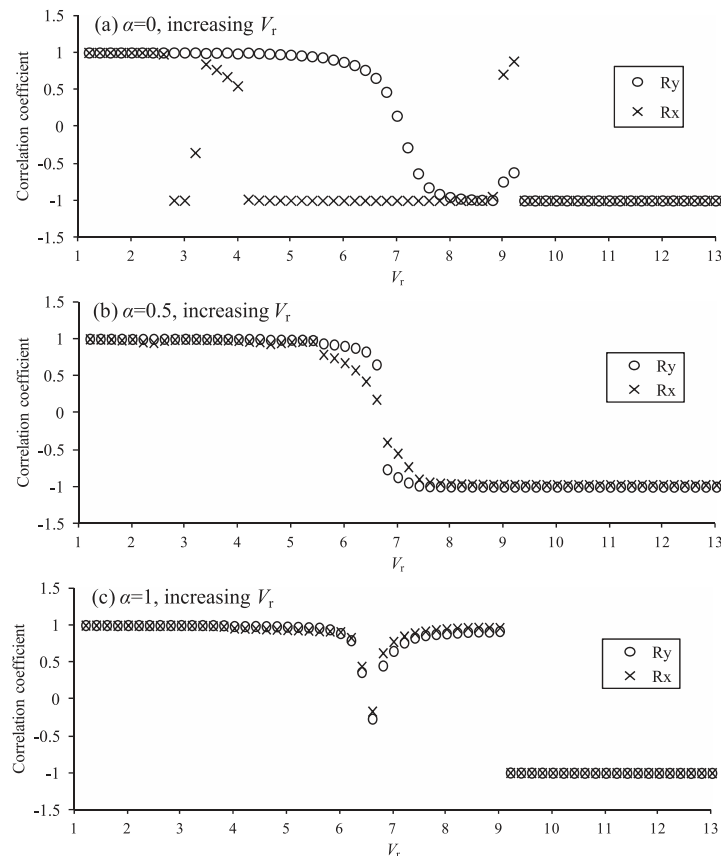 (a) α=0, increasing Vr
1.5
1
0.5
0
-0.5
-1
-1.5
Correlation coefficient
Ry
Rx
1 2 3 4 5 6 7 8 9 10 11 12 13
Vr
(b) α=0.5, increasing Vr
1.5
1
0.5
0
-0.5
-1
-1.5
Correlation coefficient
Ry
Rx
1 2 3 4 5 6 7 8 9 10 11 12 13
Vr
(c) α=1, increasing Vr
1.5
1
0.5
0
-0.5
-1
-1.5
Correlation coefficient
Ry
Rx
1 2 3 4 5 6 7 8 9 10 11 12 13
Vr